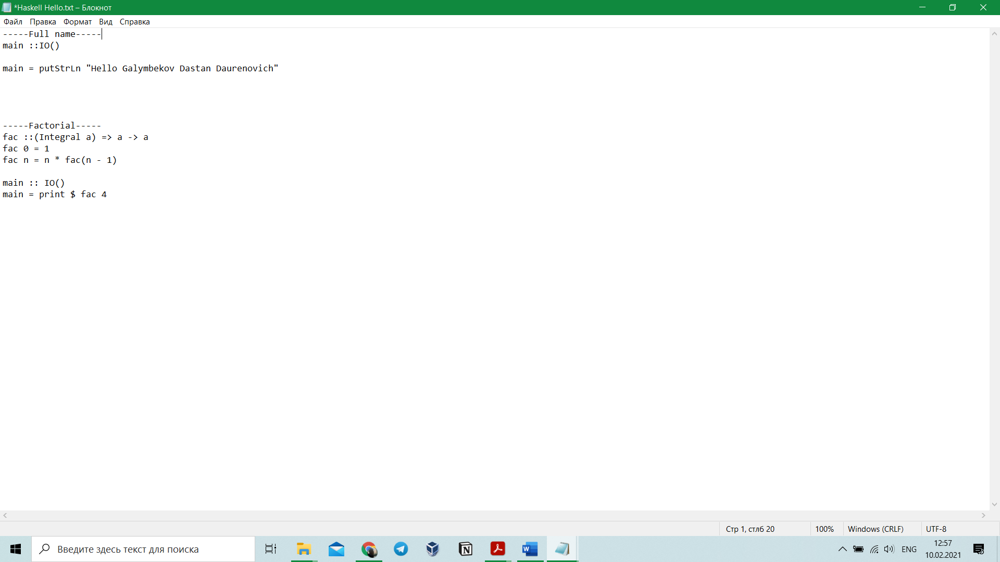 *Haskell Hello.txt – Блокнот
Файл Правка Формат Вид Справка
-----Full name-----
main ::IO()
main = putStrLn "Hello Galymbekov Dastan Daurenovich"
-----Factorial-----
fac ::(Integral a) => a -> a
fac 0 = 1
fac n = n * fac(n - 1)
main :: IO()
main = print $ fac 4
Стр 1, стлб 20 100% Windows (CRLF) UTF-8
Введите здесь текст для поиска
ENG
12:57
10.02.2021